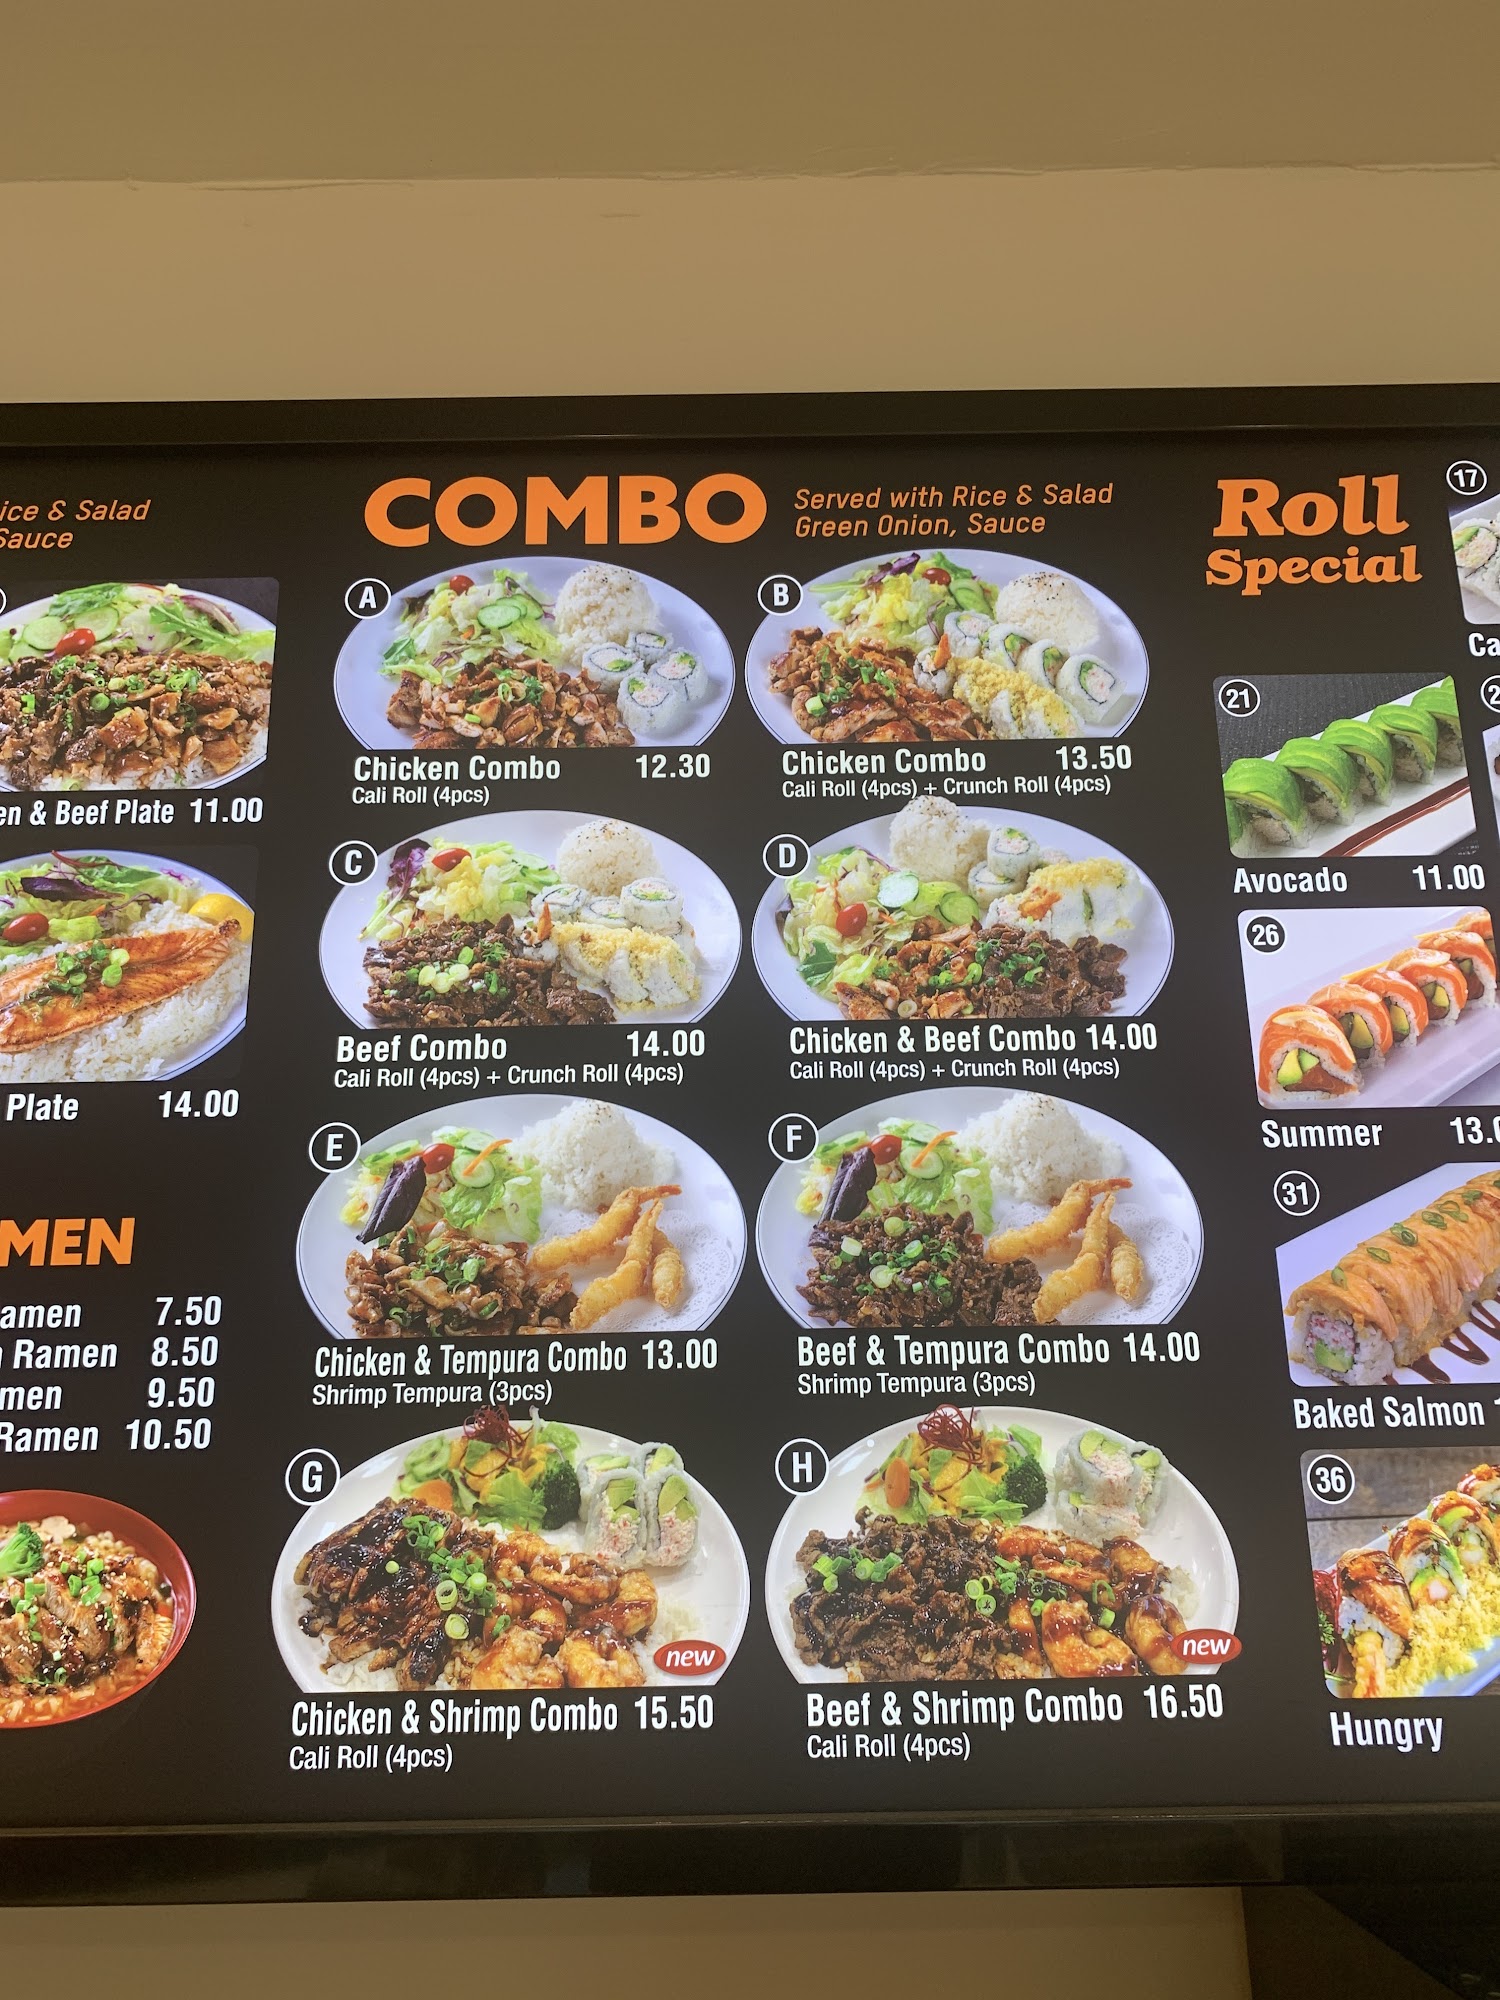 ice & Salad
Sauce
& Beef Plate 11.00
Plate 14.00
MEN
amen 7.50
Ramen 8.50
men 9.50
Ramen 10.50
COMBO
Served with Rice & Salad
Green Onion, Sauce
A
Chicken Combo 12.30
Cali Roll (4pcs)
B
Chicken Combo 13.50
Cali Roll (4pcs) + Crunch Roll (4pcs)
C
Beef Combo 14.00
Cali Roll (4pcs) + Crunch Roll (4pcs)
D
Chicken & Beef Combo 14.00
Cali Roll (4pcs) + Crunch Roll (4pcs)
E
Chicken & Tempura Combo 13.00
Shrimp Tempura (3pcs)
F
Beef & Tempura Combo 14.00
Shrimp Tempura (3pcs)
G
new
Chicken & Shrimp Combo 15.50
Cali Roll (4pcs)
H
new
Beef & Shrimp Combo 16.50
Cali Roll (4pcs)
Roll
Special
17
Ca
21
Avocado 11.00
26
Summer 13.
31
Baked Salmon
36
Hungry